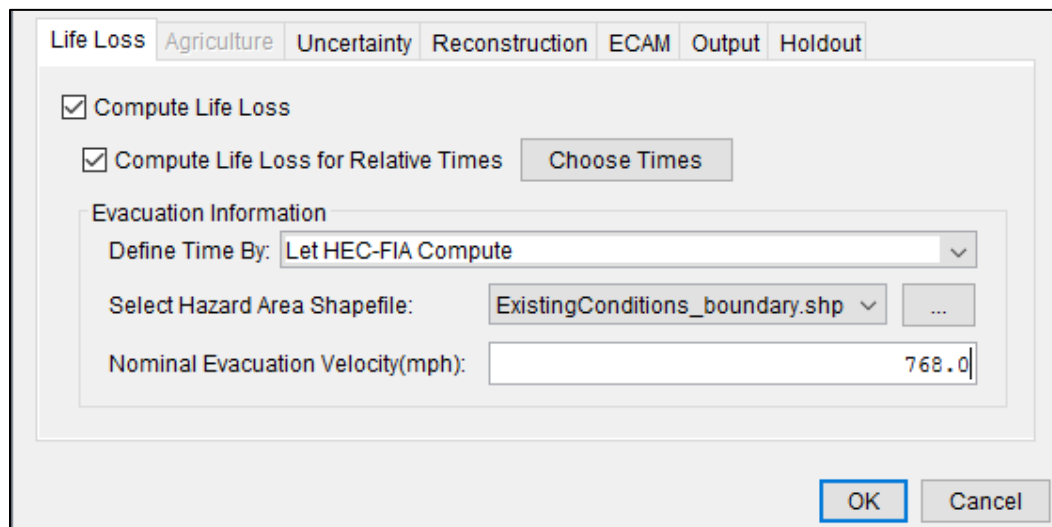 Life Loss Agriculture Uncertainty Reconstruction ECAM Output Holdout
Compute Life Loss
Compute Life Loss for Relative Times Choose Times
Evacuation Information
Define Time By: Let HEC-FIA Compute
Select Hazard Area Shapefile: ExistingConditions_boundary.shp ...
Nominal Evacuation Velocity(mph): 768.0
OK Cancel